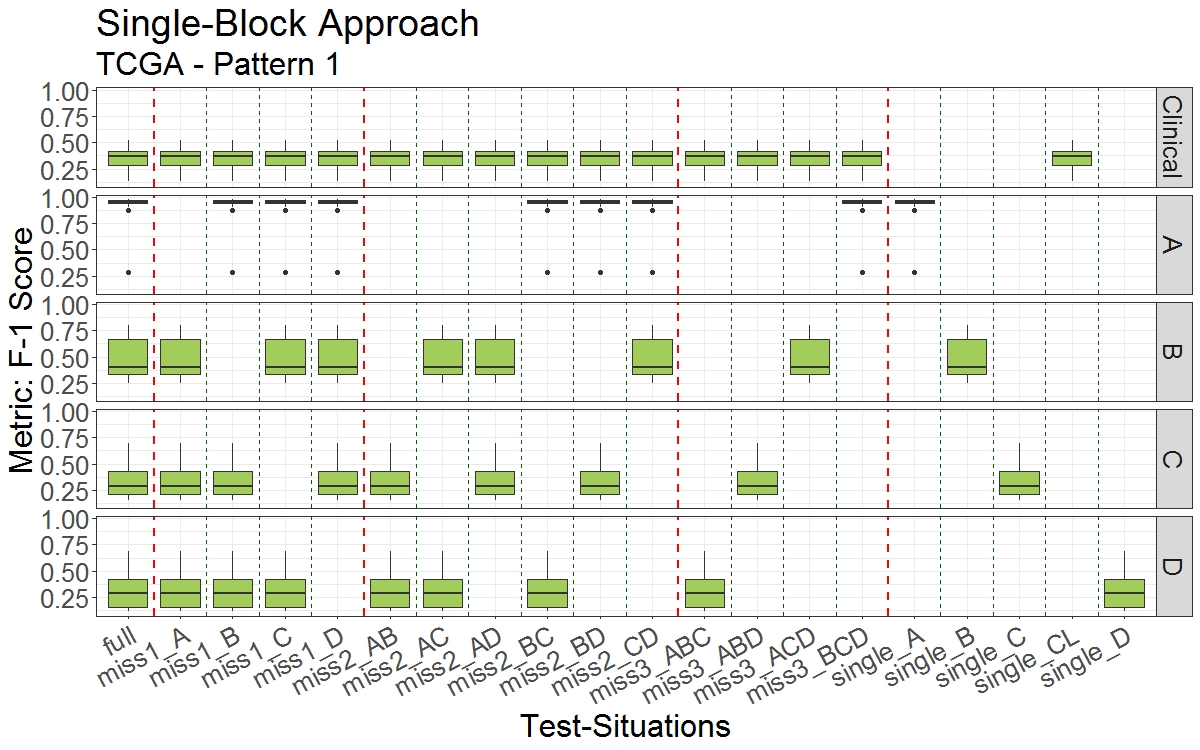 Single-Block Approach
TCGA - Pattern 1
Metric: F-1 Score
1.00
0.75
0.50
0.25
Clinical
1.00
0.75
0.50
0.25
A
1.00
0.75
0.50
0.25
B
1.00
0.75
0.50
0.25
C
1.00
0.75
0.50
0.25
D
full
miss1_A
miss1_B
miss1_C
miss1_D
miss2_AB
miss2_AC
miss2_AD
miss2_BC
miss2_BD
miss2_CD
miss3_ABC
miss3_ABD
miss3_ACD
miss3_BCD
single_A
single_B
single_C
single_CL
single_D
Test-Situations